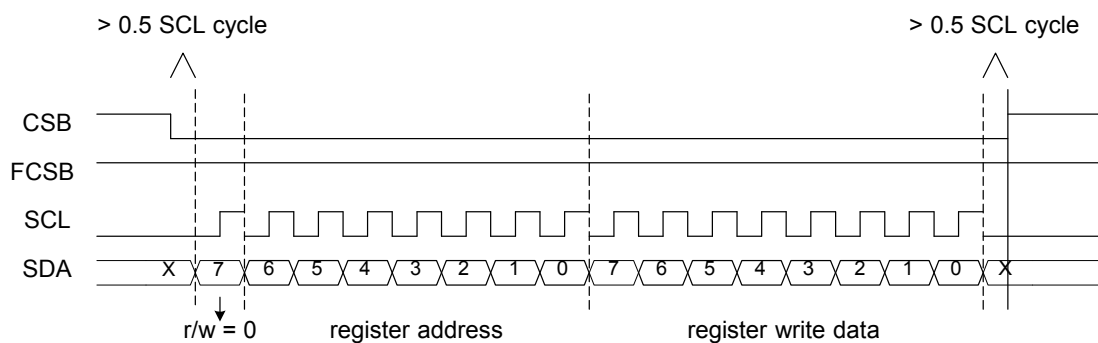 > 0.5 SCL cycle > 0.5 SCL cycle
CSB
FCSB
SCL
SDA X 7 6 5 4 3 2 1 0 7 6 5 4 3 2 1 0 X
r/w = 0 register address register write data